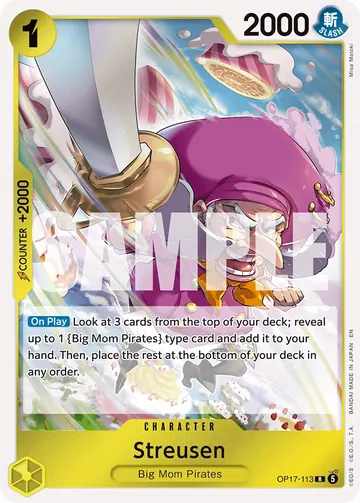 1
2000
斬
SLASH
Misa Matoki
COUNTER +2000
SAMPLE
On Play Look at 3 cards from the top of your deck; reveal
up to 1 {Big Mom Pirates} type card and add it to your
hand. Then, place the rest at the bottom of your deck in
any order.
CHARACTER
Streusen
Big Mom Pirates
OP17-113 R 5
©E.O./S. ©E.O./S., T.A. BANDAI MADE IN JAPAN EN